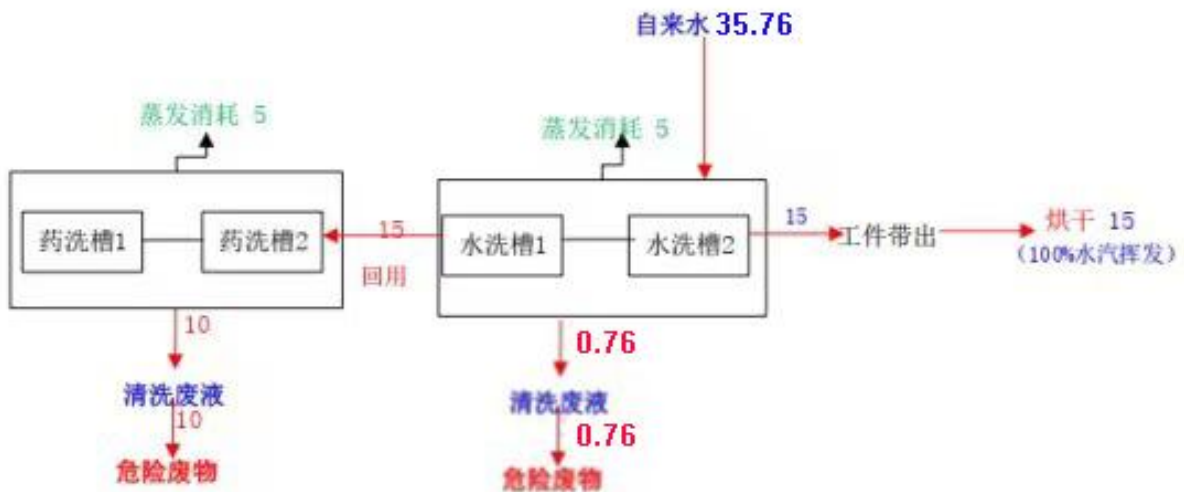 自来水 35.76
蒸发消耗 5
蒸发消耗 5
药洗槽1
药洗槽2
15
回用
水洗槽1
水洗槽2
15
工件带出
烘干 15
（100%水汽挥发）
10
清洗废液
10
危险废物
0.76
清洗废液
0.76
危险废物